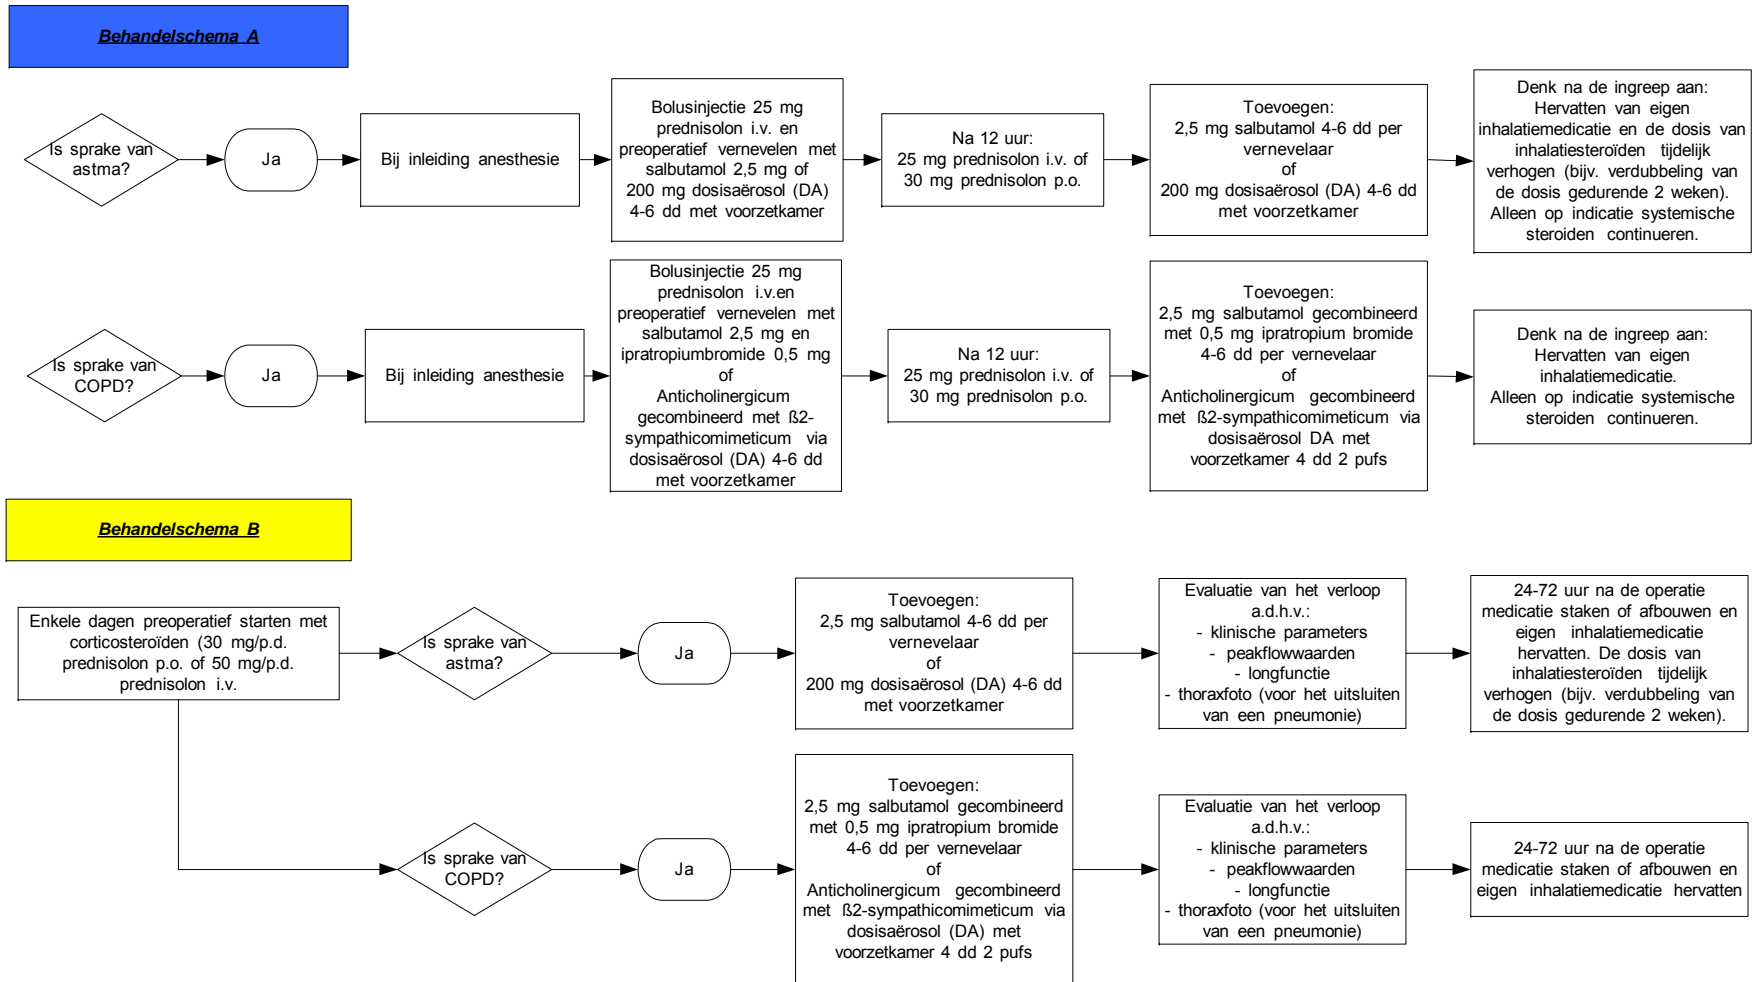 Behandelschema A
Is sprake van
astma?
Ja
Bij inleiding anesthesie
Bolusinjectie 25 mg
prednisolon i.v. en
preoperatief vernevelen met
salbutamol 2,5 mg of
200 mg dosisaërosol (DA)
4-6 dd met voorzetkamer
Na 12 uur:
25 mg prednisolon i.v. of
30 mg prednisolon p.o.
Toevoegen:
2,5 mg salbutamol 4-6 dd per
vernevelaar
of
200 mg dosisaërosol (DA) 4-6 dd
met voorzetkamer
Denk na de ingreep aan:
Hervatten van eigen
inhalatiemedicatie en de dosis van
inhalatiesteroïden tijdelijk
verhogen (bijv. verdubbeling van
de dosis gedurende 2 weken).
Alleen op indicatie systemische
steroiden continueren.
Is sprake van
COPD?
Ja
Bij inleiding anesthesie
Bolusinjectie 25 mg
prednisolon i.v.en
preoperatief vernevelen met
salbutamol 2,5 mg en
ipratropiumbromide 0,5 mg
of
Anticholinergicum
gecombineerd met ß2-
sympathicomimeticum via
dosisaërosol (DA) 4-6 dd
met voorzetkamer
Na 12 uur:
25 mg prednisolon i.v. of
30 mg prednisolon p.o.
Toevoegen:
2,5 mg salbutamol gecombineerd
met 0,5 mg ipratropium bromide
4-6 dd per vernevelaar
of
Anticholinergicum gecombineerd
met ß2-sympathicomimeticum via
dosisaërosol DA met
voorzetkamer 4 dd 2 pufs
Denk na de ingreep aan:
Hervatten van eigen
inhalatiemedicatie.
Alleen op indicatie systemische
steroiden continueren.
Behandelschema B
Enkele dagen preoperatief starten met
corticosteroïden (30 mg/p.d.
prednisolon p.o. of 50 mg/p.d.
prednisolon i.v.
Is sprake van
astma?
Ja
Toevoegen:
2,5 mg salbutamol 4-6 dd per
vernevelaar
of
200 mg dosisaërosol (DA) 4-6 dd
met voorzetkamer
Evaluatie van het verloop
a.d.h.v.:
- klinische parameters
- peakflowwaarden
- longfunctie
- thoraxfoto (voor het uitsluiten
van een pneumonie)
24-72 uur na de operatie
medicatie staken of afbouwen en
eigen inhalatiemedicatie
hervatten. De dosis van
inhalatiesteroïden tijdelijk
verhogen (bijv. verdubbeling van
de dosis gedurende 2 weken).
Is sprake van
COPD?
Ja
Toevoegen:
2,5 mg salbutamol gecombineerd
met 0,5 mg ipratropium bromide
4-6 dd per vernevelaar
of
Anticholinergicum gecombineerd
met ß2-sympathicomimeticum via
dosisaërosol (DA) met
voorzetkamer 4 dd 2 pufs
Evaluatie van het verloop
a.d.h.v.:
- klinische parameters
- peakflowwaarden
- longfunctie
- thoraxfoto (voor het uitsluiten
van een pneumonie)
24-72 uur na de operatie
medicatie staken of afbouwen en
eigen inhalatiemedicatie hervatten